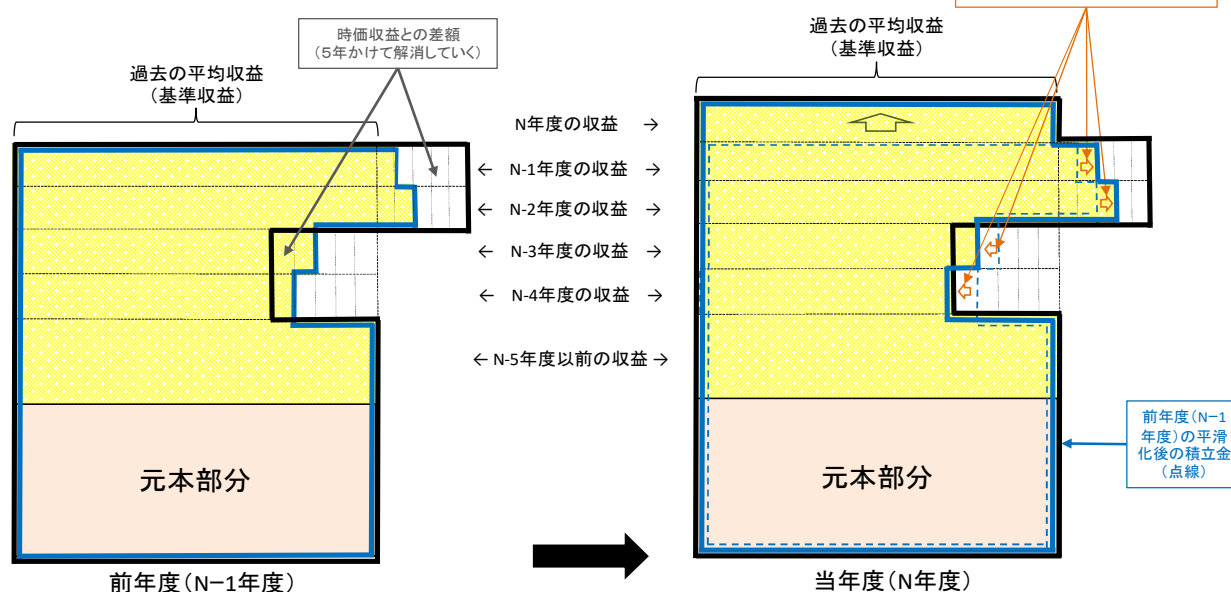 時価収益との差額
（5年かけて解消していく）
過去の平均収益
（基準収益）
過去の平均収益
（基準収益）
N年度の収益 →
← N-1年度の収益 →
← N-2年度の収益 →
← N-3年度の収益 →
← N-4年度の収益 →
← N-5年度以前の収益 →
元本部分
元本部分
前年度（N−1
年度）の平滑
化後の積立金
（点線）
前年度（N−1年度）
当年度（N年度）